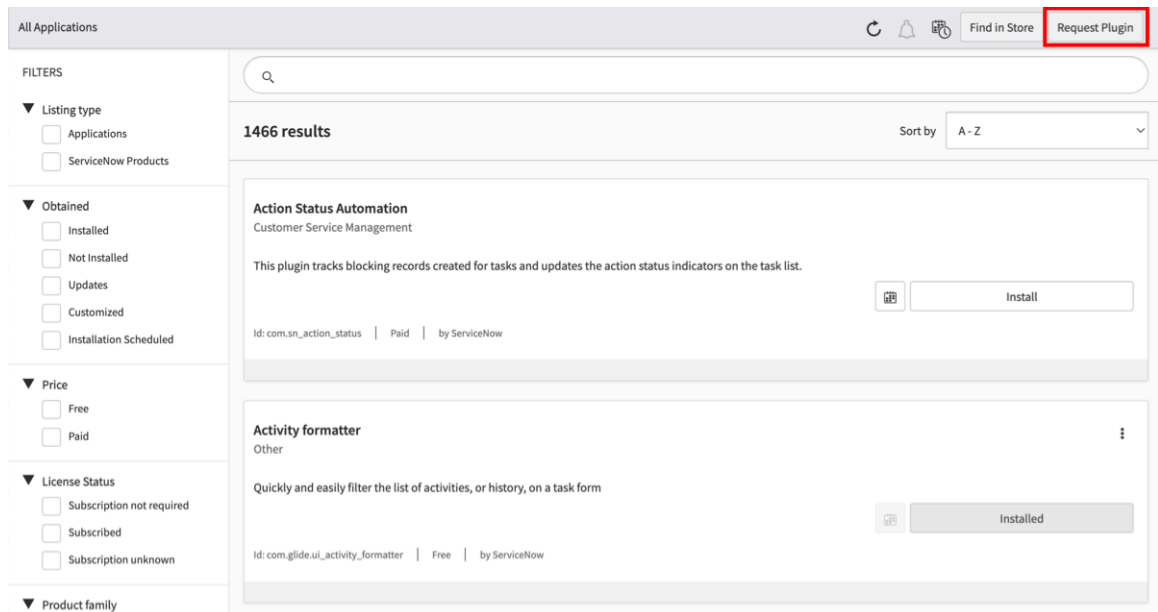 All Applications
Find in Store
Request Plugin
FILTERS
Listing type
Applications
ServiceNow Products
Obtained
Installed
Not Installed
Updates
Customized
Installation Scheduled
Price
Free
Paid
License Status
Subscription not required
Subscribed
Subscription unknown
Product family
1466 results
Sort by
A - Z
Action Status Automation
Customer Service Management
This plugin tracks blocking records created for tasks and updates the action status indicators on the task list.
Install
Id: com.sn_action_status | Paid | by ServiceNow
Activity formatter
Other
Quickly and easily filter the list of activities, or history, on a task form
Installed
Id: com.glide.ui_activity_formatter | Free | by ServiceNow